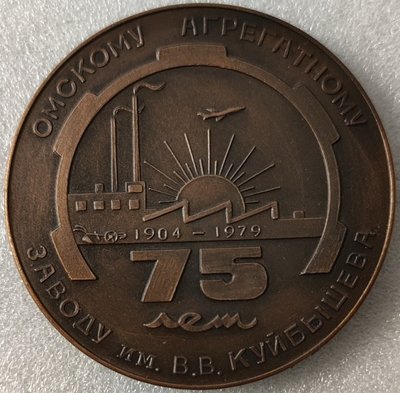 ОМСКОМУ АГРЕГАТНОМУ
1904 - 1979
75
лет
ЗАВОДУ ИМ. В.В. КУЙБЫШЕВА